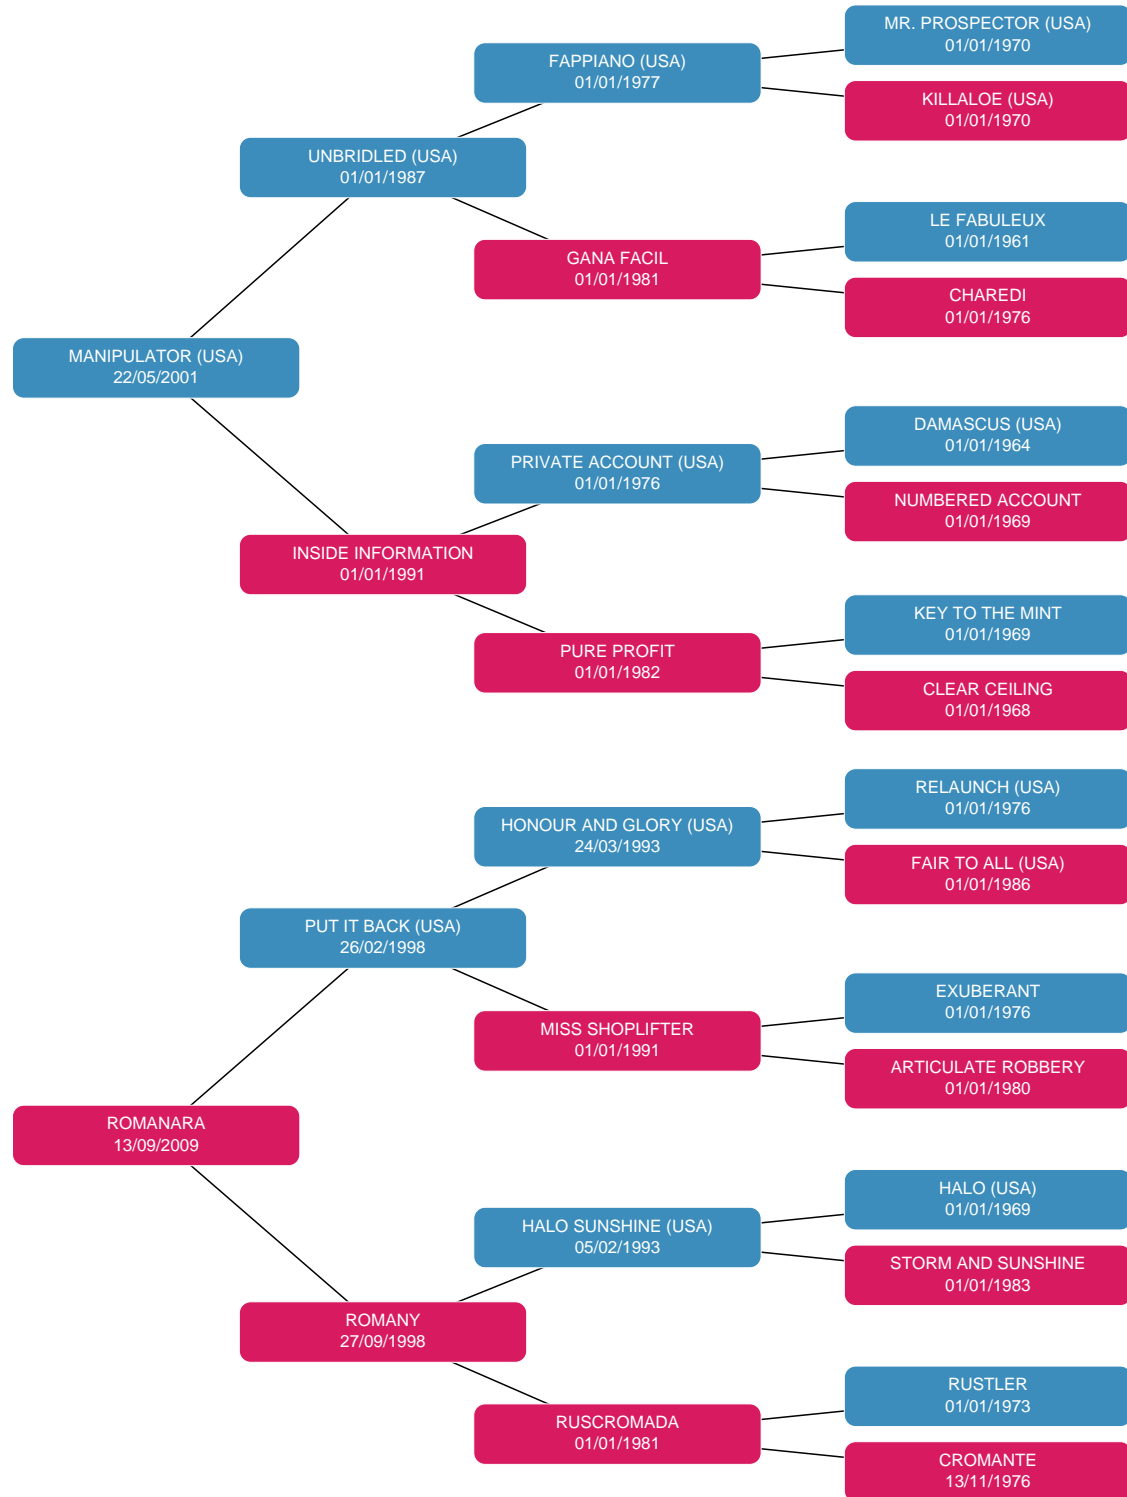 MR. PROSPECTOR (USA)
01/01/1970
FAPPIANO (USA)
01/01/1977
KILLALOE (USA)
01/01/1970
UNBRIDLED (USA)
01/01/1987
LE FABULEUX
01/01/1961
GANA FACIL
01/01/1981
CHAREDI
01/01/1976
MANIPULATOR (USA)
22/05/2001
DAMASCUS (USA)
01/01/1964
PRIVATE ACCOUNT (USA)
01/01/1976
NUMBERED ACCOUNT
01/01/1969
INSIDE INFORMATION
01/01/1991
KEY TO THE MINT
01/01/1969
PURE PROFIT
01/01/1982
CLEAR CEILING
01/01/1968
RELAUNCH (USA)
01/01/1976
HONOUR AND GLORY (USA)
24/03/1993
FAIR TO ALL (USA)
01/01/1986
PUT IT BACK (USA)
26/02/1998
EXUBERANT
01/01/1976
MISS SHOPLIFTER
01/01/1991
ARTICULATE ROBBERY
01/01/1980
ROMANARA
13/09/2009
HALO (USA)
01/01/1969
HALO SUNSHINE (USA)
05/02/1993
STORM AND SUNSHINE
01/01/1983
ROMANY
27/09/1998
RUSTLER
01/01/1973
RUSCROMADA
01/01/1981
CROMANTE
13/11/1976